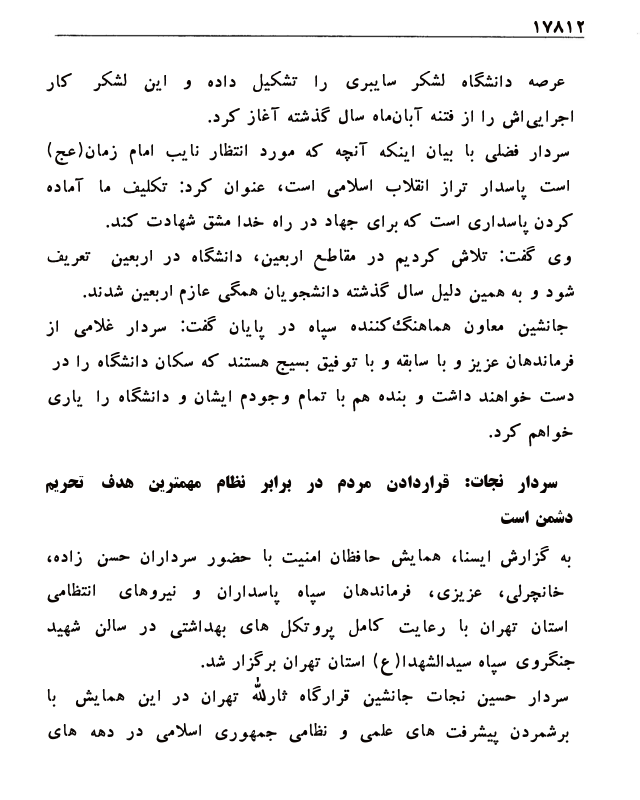 ۱۷۸۱۲
عرصه دانشگاه لشکر سایبری را تشکیل داده و این لشکر کار
اجرایی‌اش را از فتنه آبان‌ماه سال گذشته آغاز کرد.
سردار فضلی با بیان اینکه آنچه که مورد انتظار نایب امام زمان(عج)
است پاسدار تراز انقلاب اسلامی است، عنوان کرد: تکلیف ما آماده
کردن پاسداری است که برای جهاد در راه خدا مشق شهادت کند.
وی گفت: تلاش کردیم در مقاطع اربعین، دانشگاه در اربعین تعریف
شود و به همین دلیل سال گذشته دانشجویان همگی عازم اربعین شدند.
جانشین معاون هماهنگ‌کننده سپاه در پایان گفت: سردار غلامی از
فرماندهان عزیز و با سابقه و با توفیق بسیج هستند که سکان دانشگاه را در
دست خواهند داشت و بنده هم با تمام وجودم ایشان و دانشگاه را یاری
خواهم کرد.
سردار نجات: قراردادن مردم در برابر نظام مهمترین هدف تحریم
دشمن است
به گزارش ایسنا، همایش حافظان امنیت با حضور سرداران حسن زاده،
خانچرلی، عزیزی، فرماندهان سپاه پاسداران و نیروهای انتظامی
استان تهران با رعایت کامل پروتکل های بهداشتی در سالن شهید
جنگروی سپاه سیدالشهدا(ع) استان تهران برگزار شد.
سردار حسین نجات جانشین قرارگاه ثارالله تهران در این همایش با
برشمردن پیشرفت های علمی و نظامی جمهوری اسلامی در دهه های